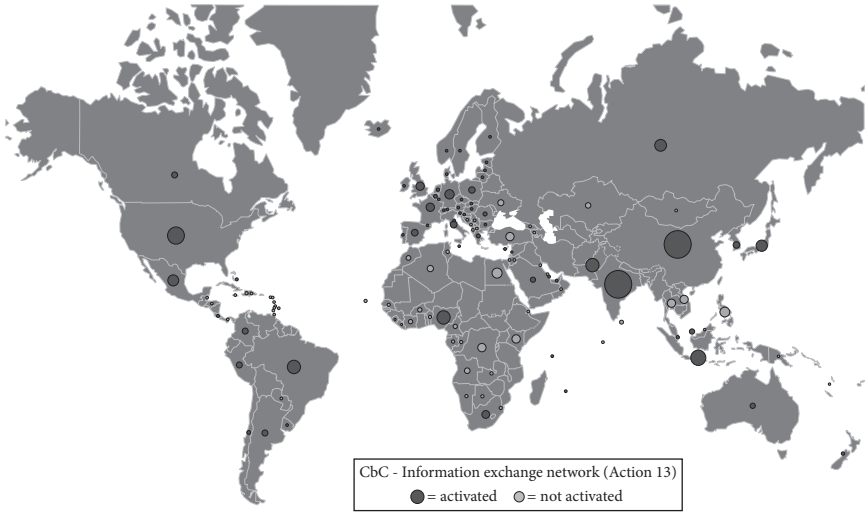 CbC - Information exchange network (Action 13)
= activated = not activated